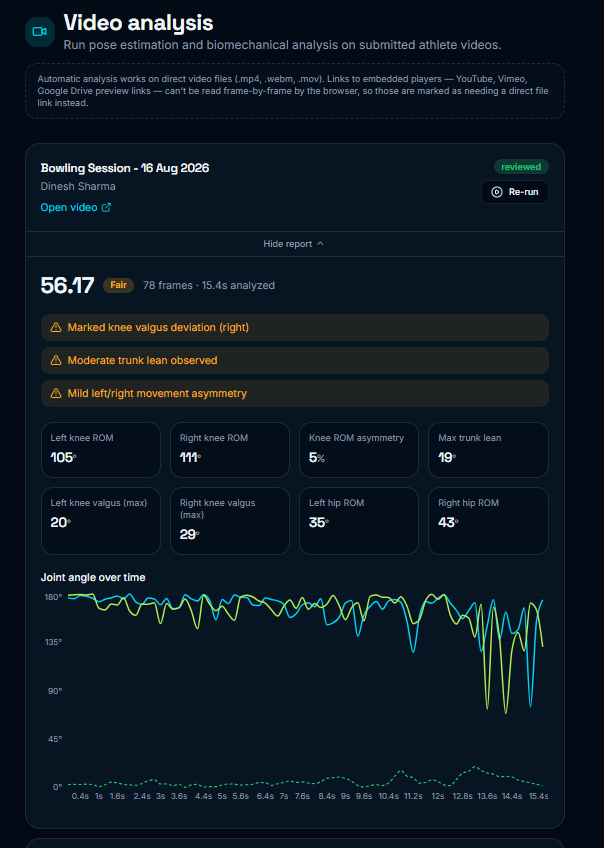 Video analysis
Run pose estimation and biomechanical analysis on submitted athlete videos.
Automatic analysis works on direct video files (.mp4, .webm, .mov). Links to embedded players — YouTube, Vimeo,
Google Drive preview links — can't be read frame-by-frame by the browser, so those are marked as needing a direct file
link instead.
Bowling Session - 16 Aug 2026
reviewed
Dinesh Sharma
Re-run
Open video
Hide report
56.17 Fair 78 frames · 15.4s analyzed
Marked knee valgus deviation (right)
Moderate trunk lean observed
Mild left/right movement asymmetry
Left knee ROM
105°
Right knee ROM
111°
Knee ROM asymmetry
5%
Max trunk lean
19°
Left knee valgus (max)
20°
Right knee valgus
(max)
29°
Left hip ROM
35°
Right hip ROM
43°
Joint angle over time
180°
135°
90°
45°
0°
0.4s 1s 1.6s 2.4s 3s 3.6s 4.4s 5s 5.6s 6.4s 7s 7.6s 8.4s 9s 9.6s 10.4s 11.2s 12s 12.8s 13.6s 14.4s 15.4s